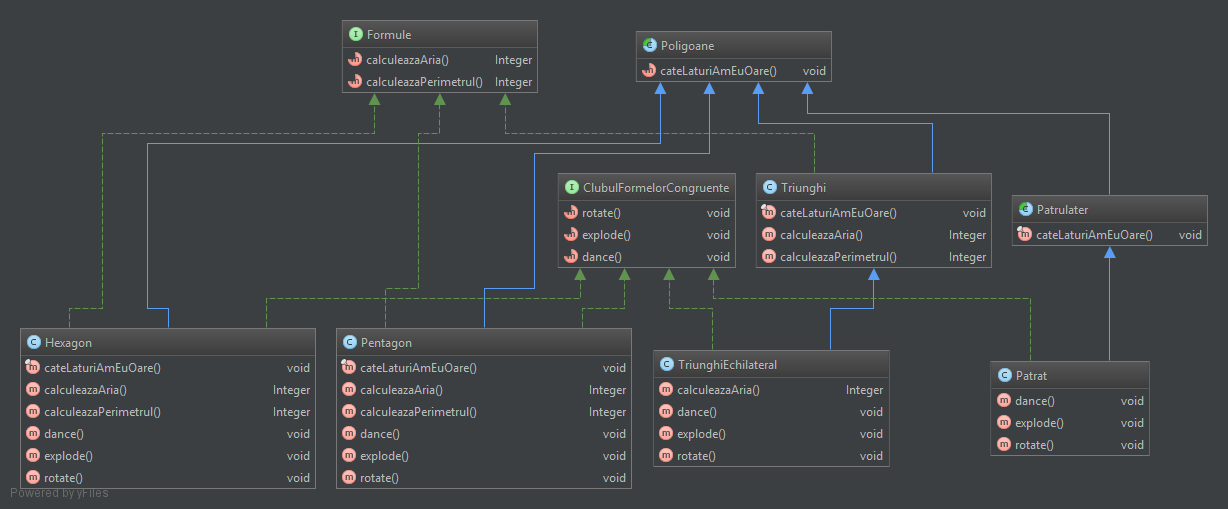 Formule
calculeazaAria() Integer
calculeazaPerimetrul() Integer
Poligoane
cateLaturiAmEuOare() void
ClubulFormelorCongruente
rotate() void
explode() void
dance() void
Triunghi
cateLaturiAmEuOare() void
calculeazaAria() Integer
calculeazaPerimetrul() Integer
Patrulater
cateLaturiAmEuOare() void
Hexagon
cateLaturiAmEuOare() void
calculeazaAria() Integer
calculeazaPerimetrul() Integer
dance() void
explode() void
rotate() void
Pentagon
cateLaturiAmEuOare() void
calculeazaAria() Integer
calculeazaPerimetrul() Integer
dance() void
explode() void
rotate() void
TriunghiEchilateral
calculeazaAria() Integer
dance() void
explode() void
rotate() void
Patrat
dance() void
explode() void
rotate() void
Powered by yFiles